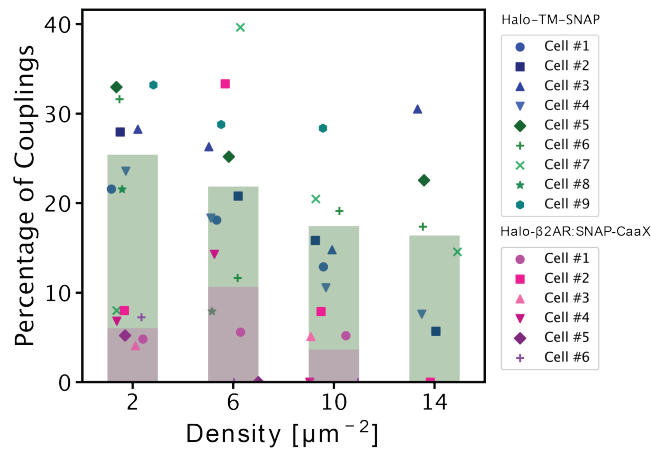 Percentage of Couplings
40
30
20
10
0
2
6
10
14
Density [μm⁻²]
Halo-TM-SNAP
Cell #1
Cell #2
Cell #3
Cell #4
Cell #5
Cell #6
Cell #7
Cell #8
Cell #9
Halo-β2AR:SNAP-CaaX
Cell #1
Cell #2
Cell #3
Cell #4
Cell #5
Cell #6